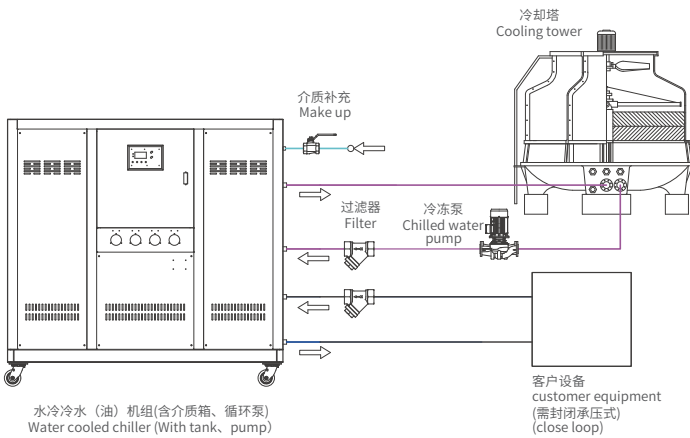 冷却塔
Cooling tower
介质补充
Make up
过滤器
Filter
冷冻泵
Chilled water
pump
客户设备
customer equipment
(需封闭承压式)
(close loop)
水冷冷水（油）机组(含介质箱、循环泵)
Water cooled chiller (With tank、pump）